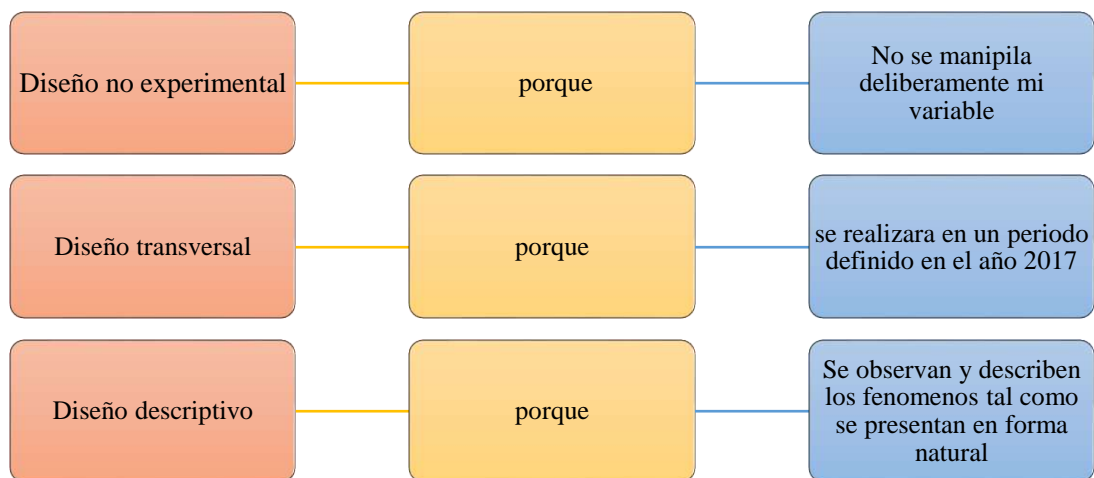 Diseño no experimental
porque
No se manipila
deliberamente mi
variable
Diseño transversal
porque
se realizara en un periodo
definido en el año 2017
Diseño descriptivo
porque
Se observan y describen
los fenomenos tal como
se presentan en forma
natural